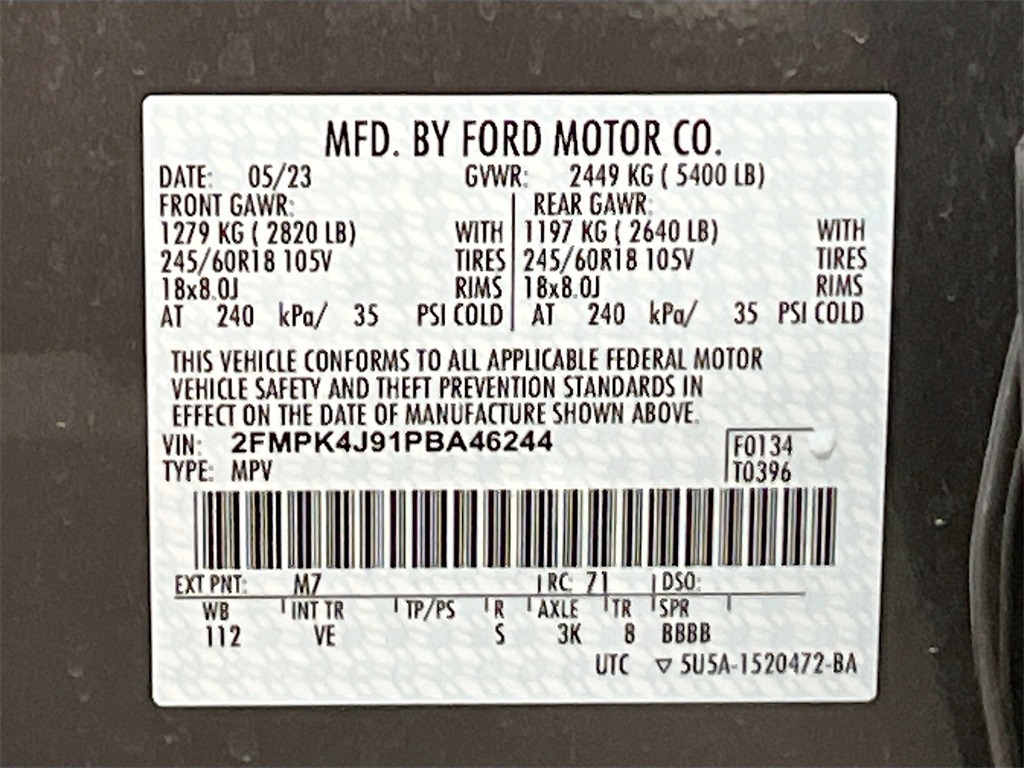 MFD. BY FORD MOTOR CO.
DATE: 05/23 GVWR: 2449 KG ( 5400 LB)
FRONT GAWR: REAR GAWR:
1279 KG ( 2820 LB) WITH 1197 KG ( 2640 LB) WITH
245/60R18 105V TIRES 245/60R18 105V TIRES
18x8.0J RIMS 18x8.0J RIMS
AT 240 kPa/ 35 PSI COLD AT 240 kPa/ 35 PSI COLD
THIS VEHICLE CONFORMS TO ALL APPLICABLE FEDERAL MOTOR
VEHICLE SAFETY AND THEFT PREVENTION STANDARDS IN
EFFECT ON THE DATE OF MANUFACTURE SHOWN ABOVE.
VIN: 2FMPK4J91PBA46244 F0134
TYPE: MPV T0396
EXT PNT: M7 RC: 71 DSO:
WB INT TR TP/PS R AXLE TR SPR
112 VE S 3K 8 BBBB
UTC ▽ 5U5A-1520472-BA